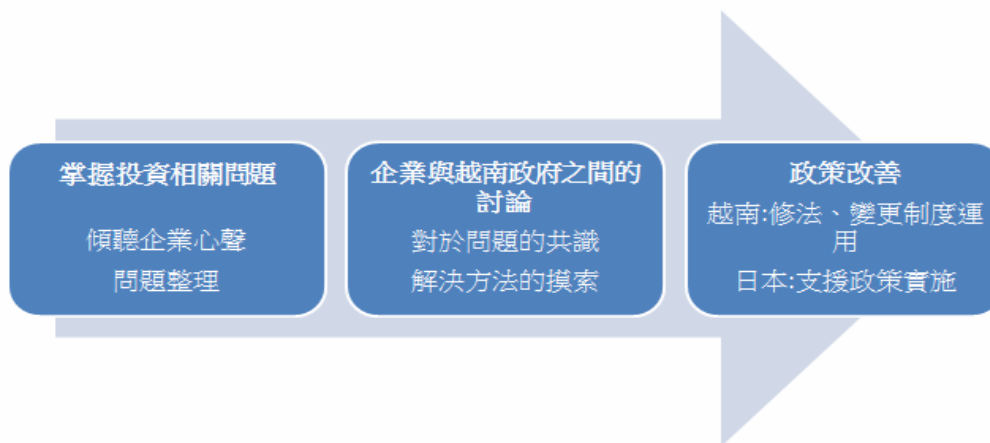 掌握投資相關問題
傾聽企業心聲
問題整理
企業與越南政府之間的
討論
對於問題的共識
解決方法的摸索
政策改善
越南:修法、變更制度運
用
日本:支援政策實施